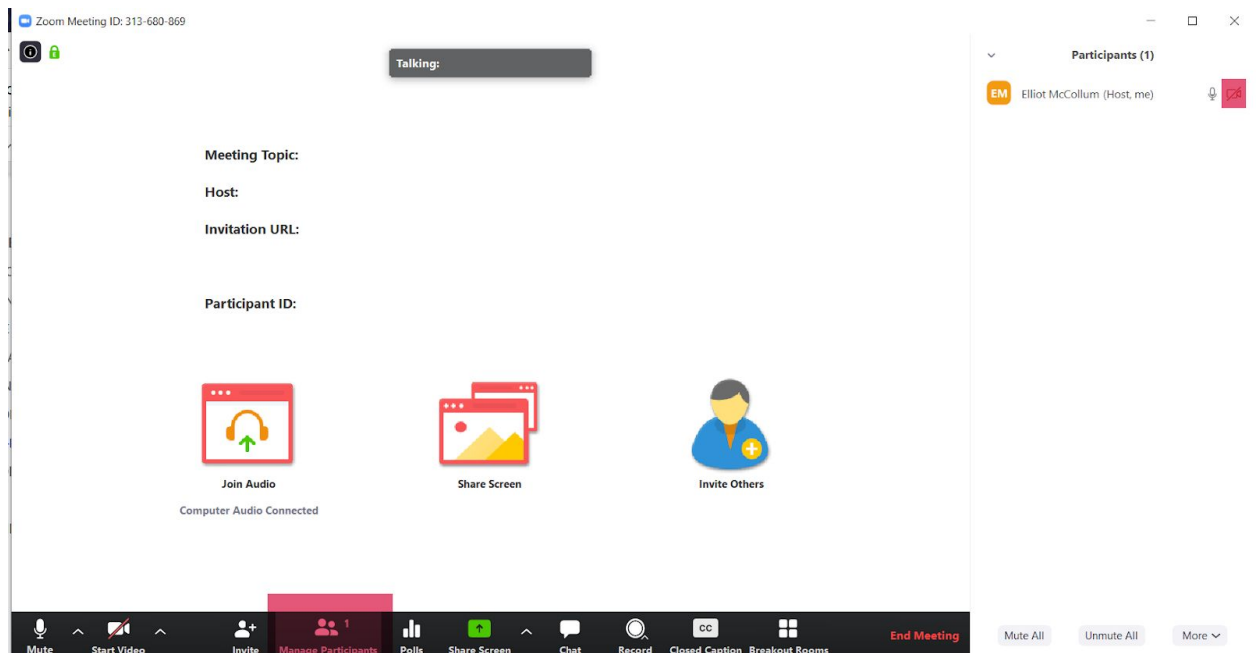 Zoom Meeting ID: 313-680-869
Talking:
Participants (1)
EM Elliot McCollum (Host, me)
Meeting Topic:
Host:
Invitation URL:
Participant ID:
Join Audio
Share Screen
Invite Others
Computer Audio Connected
1
CC
End Meeting
Mute All
Unmute All
More
Mute
Start Video
Invite
Manage Participants
Polls
Share Screen
Chat
Record
Closed Caption
Breakout Rooms